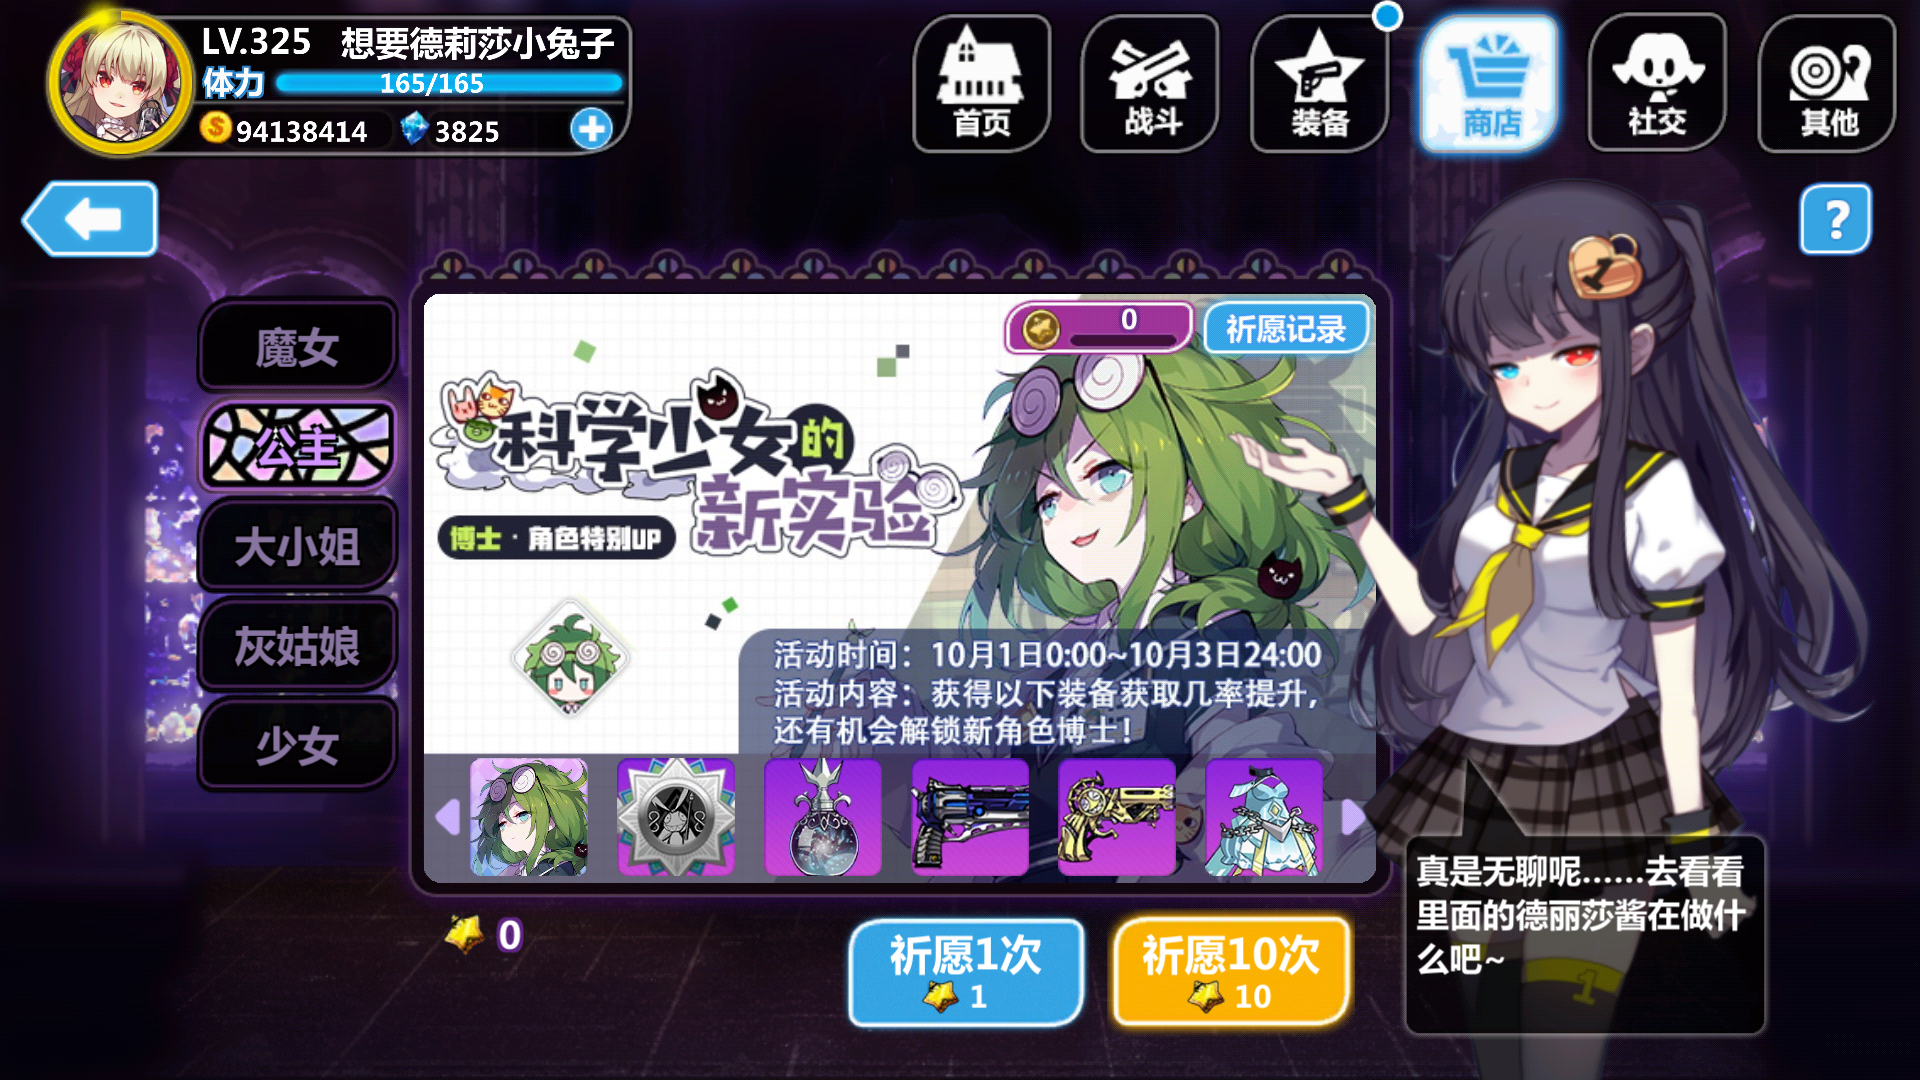 LV.325 想要德莉莎小兔子
体力 165/165
94138414 3825
首页
战斗
装备
商店
社交
其他
?
魔女
公主
大小姐
灰姑娘
少女
0
祈愿记录
科学少女的
新实验
博士·角色特别UP
活动时间：10月1日0:00~10月3日24:00
活动内容：获得以下装备获取几率提升,
还有机会解锁新角色博士！
0
祈愿1次
1
祈愿10次
10
真是无聊呢......去看看
里面的德丽莎酱在做什
么吧~
1